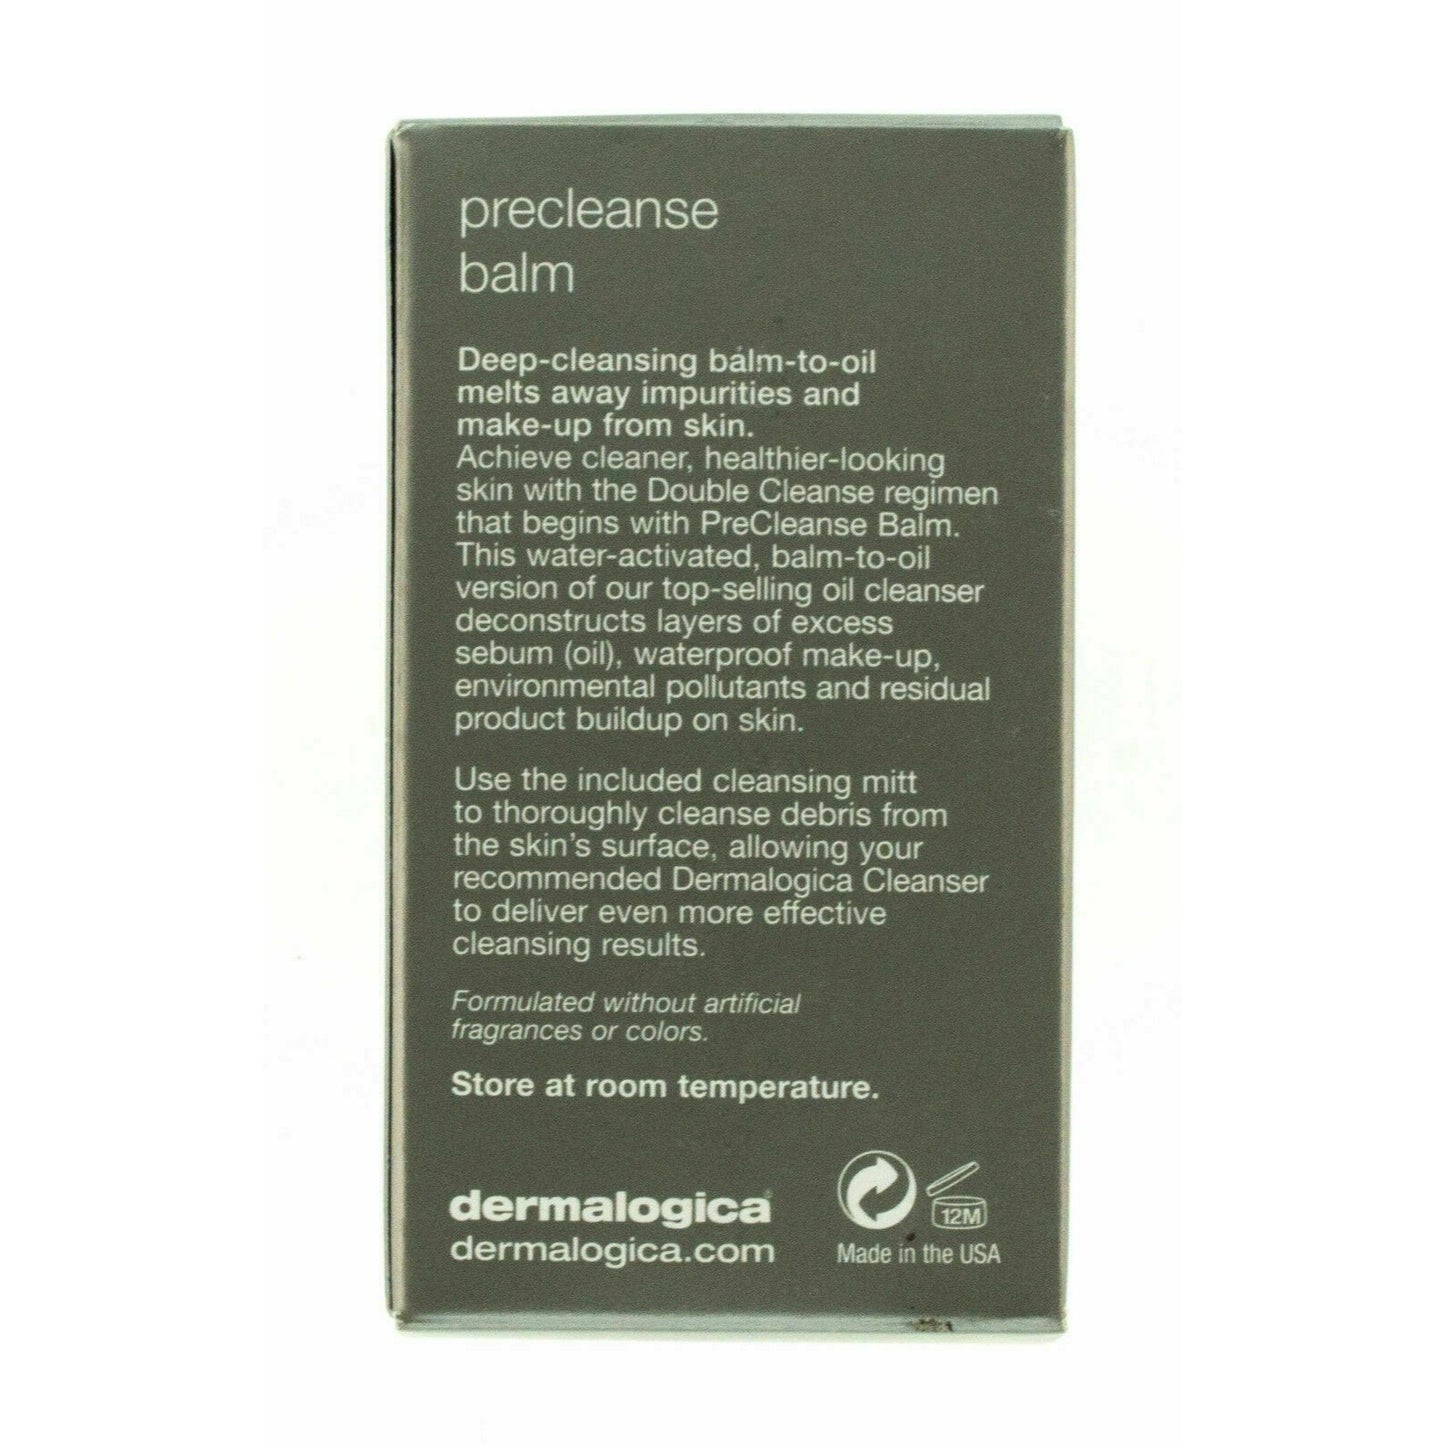 precleanse
balm
Deep-cleansing balm-to-oil
melts away impurities and
make-up from skin.
Achieve cleaner, healthier-looking
skin with the Double Cleanse regimen
that begins with PreCleanse Balm.
This water-activated, balm-to-oil
version of our top-selling oil cleanser
deconstructs layers of excess
sebum (oil), waterproof make-up,
environmental pollutants and residual
product buildup on skin.
Use the included cleansing mitt
to thoroughly cleanse debris from
the skin's surface, allowing your
recommended Dermalogica Cleanser
to deliver even more effective
cleansing results.
Formulated without artificial
fragrances or colors.
Store at room temperature.
dermalogica®
dermalogica.com
12M
Made in the USA